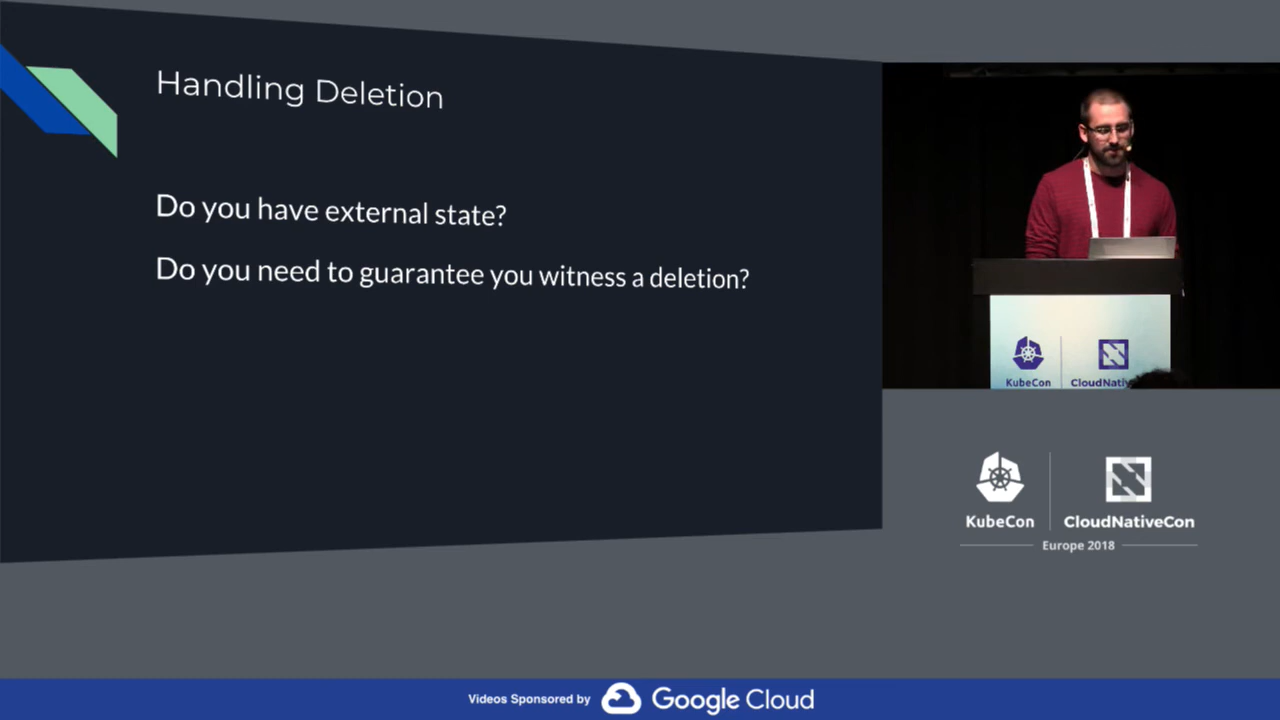 Handling Deletion
Do you have external state?
Do you need to guarantee you witness a deletion?
KubeCon
CloudNativ
KubeCon
CloudNativeCon
Europe 2018
Videos Sponsored by Google Cloud